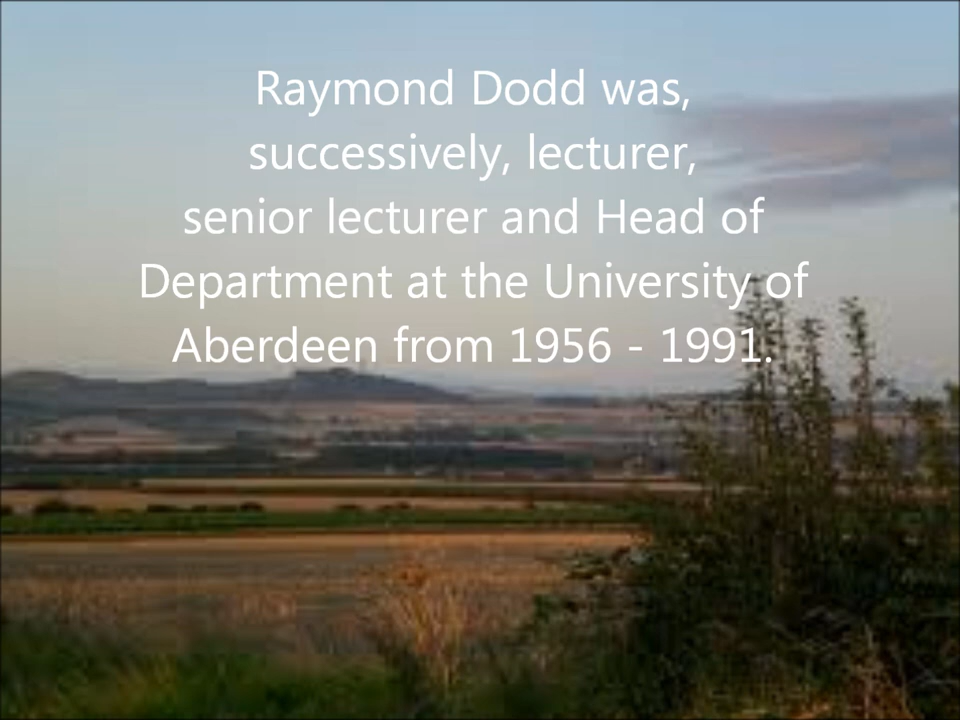 Raymond Dodd was,
successively, lecturer,
senior lecturer and Head of
Department at the University of
Aberdeen from 1956 - 1991.